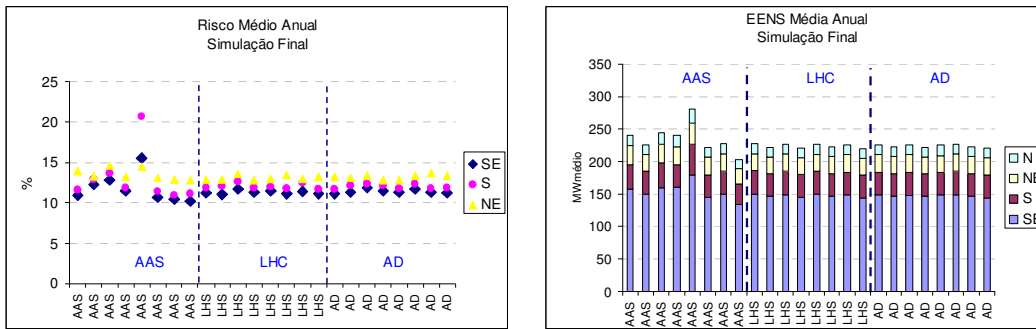 Risco Médio Anual
Simulação Final
25
20
15
10
5
0
%
AAS LHC AD
AAS AAS AAS AAS AAS AAS AAS AAS LHS LHS LHS LHS LHS LHS LHS LHS AD AD AD AD AD AD AD AD
SE
S
NE
EENS Média Anual
Simulação Final
350
300
250
200
150
100
50
0
MWmédio
AAS LHC AD
AAS AAS AAS AAS AAS AAS AAS AAS LHS LHS LHS LHS LHS LHS LHS LHS AD AD AD AD AD AD AD AD
N
NE
S
SE